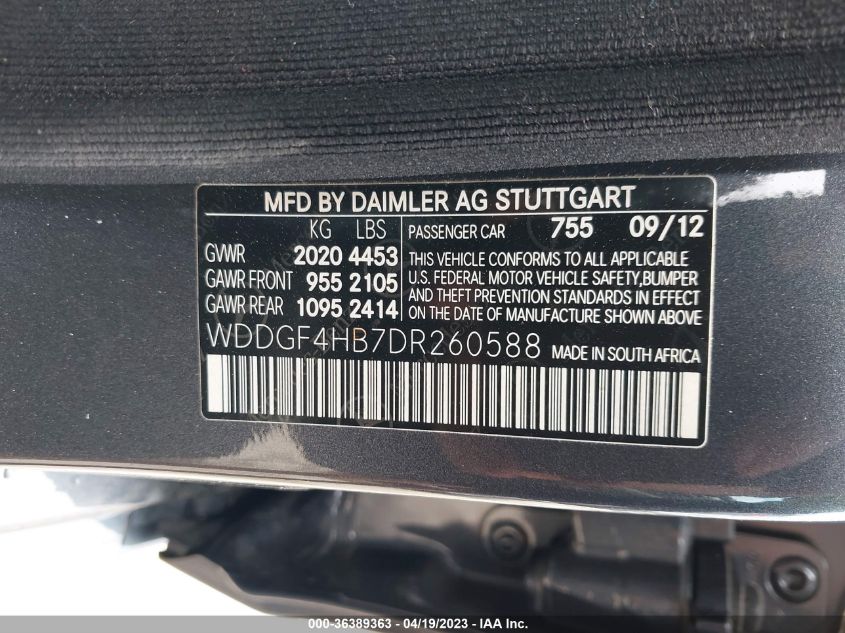 MFD BY DAIMLER AG STUTTGART
KG LBS PASSENGER CAR 755 09/12
GVWR 2020 4453 THIS VEHICLE CONFORMS TO ALL APPLICABLE
GAWR FRONT 955 2105 U.S. FEDERAL MOTOR VEHICLE SAFETY,BUMPER
GAWR REAR 1095 2414 AND THEFT PREVENTION STANDARDS IN EFFECT
ON THE DATE OF MANUFACTURE SHOWN ABOVE
WDDGF4HB7DR260588 MADE IN SOUTH AFRICA
000-36389363 - 04/19/2023 - IAA Inc.